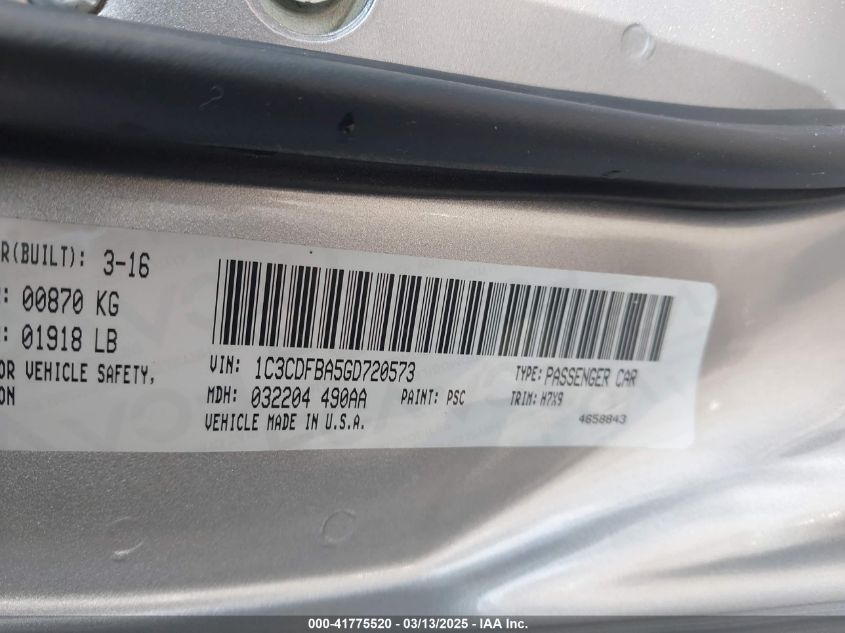 R(BUILT): 3-16
: 00870 KG
: 01918 LB
OR VEHICLE SAFETY,
ON
VIN: 1C3CDFBA5GD720573 TYPE: PASSENGER CAR
MDH: 032204 490AA PAINT: PSC TRIM: H7X9
VEHICLE MADE IN U.S.A. 4658843
000-41775520 | 03/13/2025 - IAA Inc.